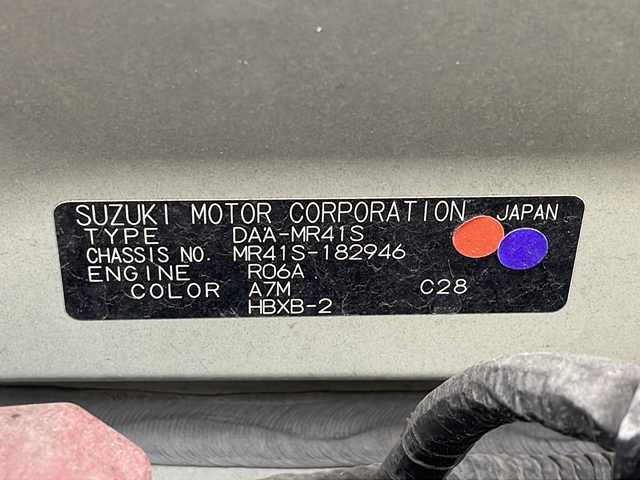 SUZUKI MOTOR CORPORATION JAPAN
TYPE DAA-MR41S
CHASSIS NO. MR41S-182946
ENGINE R06A
COLOR A7M C28
HBXB-2